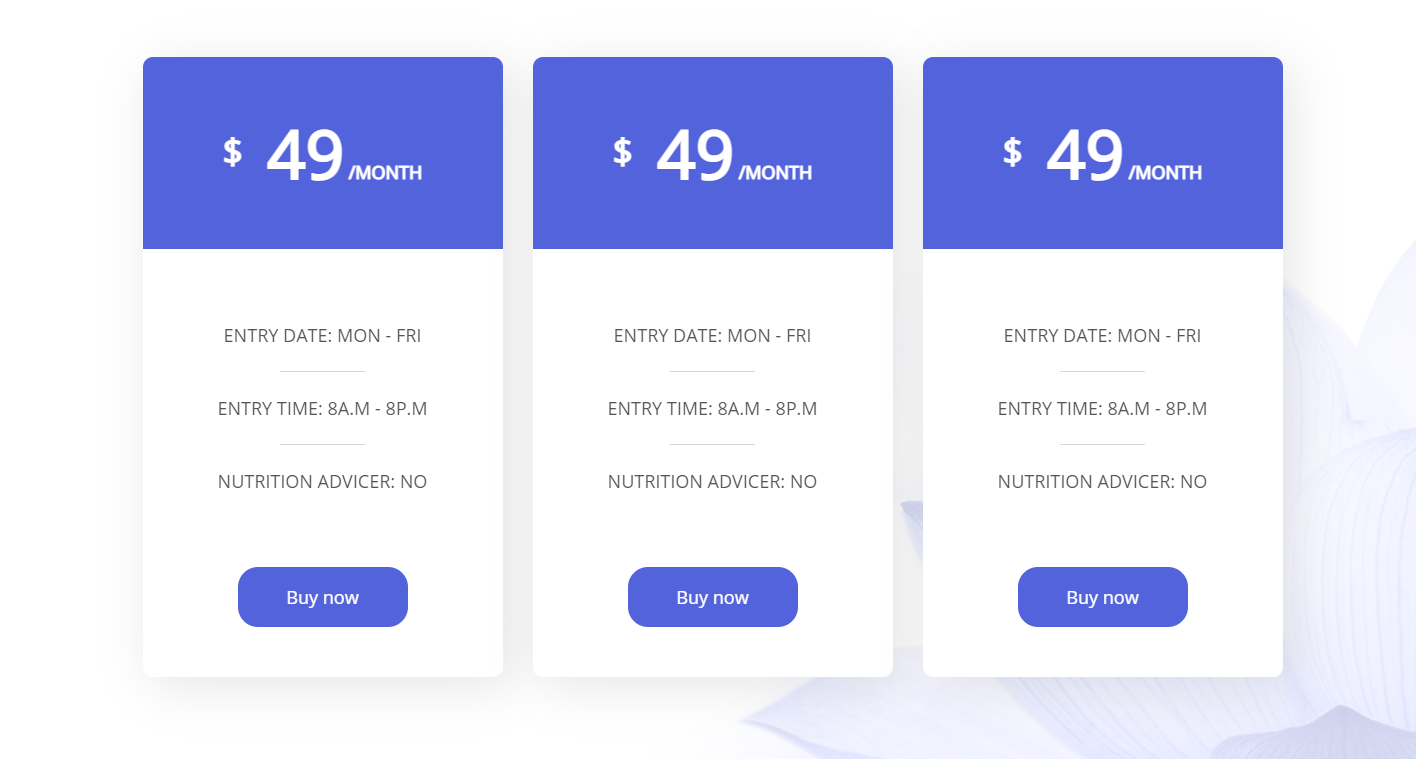 $ 49 /MONTH
ENTRY DATE: MON - FRI
ENTRY TIME: 8A.M - 8P.M
NUTRITION ADVICER: NO
Buy now
$ 49 /MONTH
ENTRY DATE: MON - FRI
ENTRY TIME: 8A.M - 8P.M
NUTRITION ADVICER: NO
Buy now
$ 49 /MONTH
ENTRY DATE: MON - FRI
ENTRY TIME: 8A.M - 8P.M
NUTRITION ADVICER: NO
Buy now